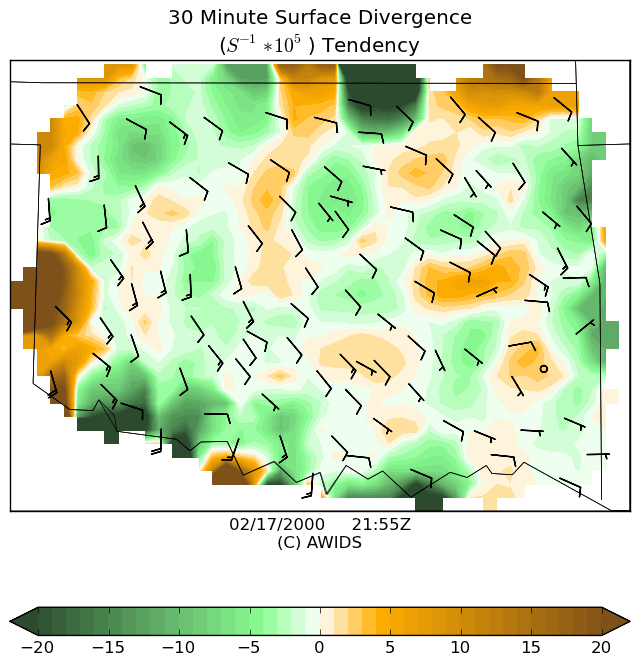 30 Minute Surface Divergence
(S⁻¹ * 10⁵ ) Tendency
02/17/2000 21:55Z
(C) AWIDS
−20 −15 −10 −5 0 5 10 15 20